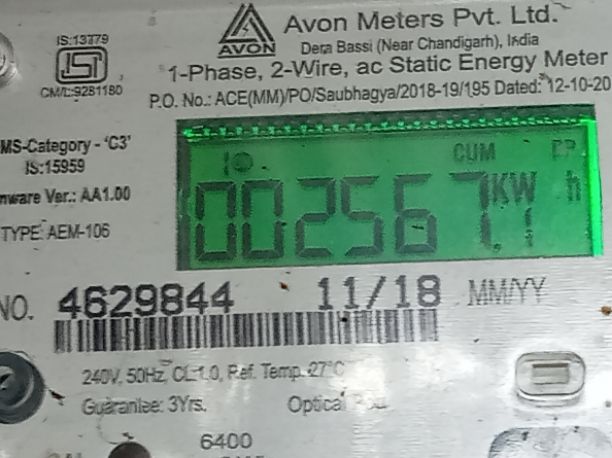 Avon Meters Pvt. Ltd.
AVON
Dera Bassi (Near Chandigarh), India
IS:13779
1-Phase, 2-Wire, ac Static Energy Meter
CM/L:9281180
P.O. No.: ACE(MM)/PO/Saubhagya/2018-19/195 Dated: 12-10-20
MS-Category - 'C3'
IS:15959
mware Ver.: AA1.00
TYPE: AEM-106
CUM
002567.1 KW h
NO. 4629844 11/18 MM/YY
240V, 50Hz, CL 1.0, Ref. Temp. 27°C
Guarantee: 3Yrs. Optical
6400